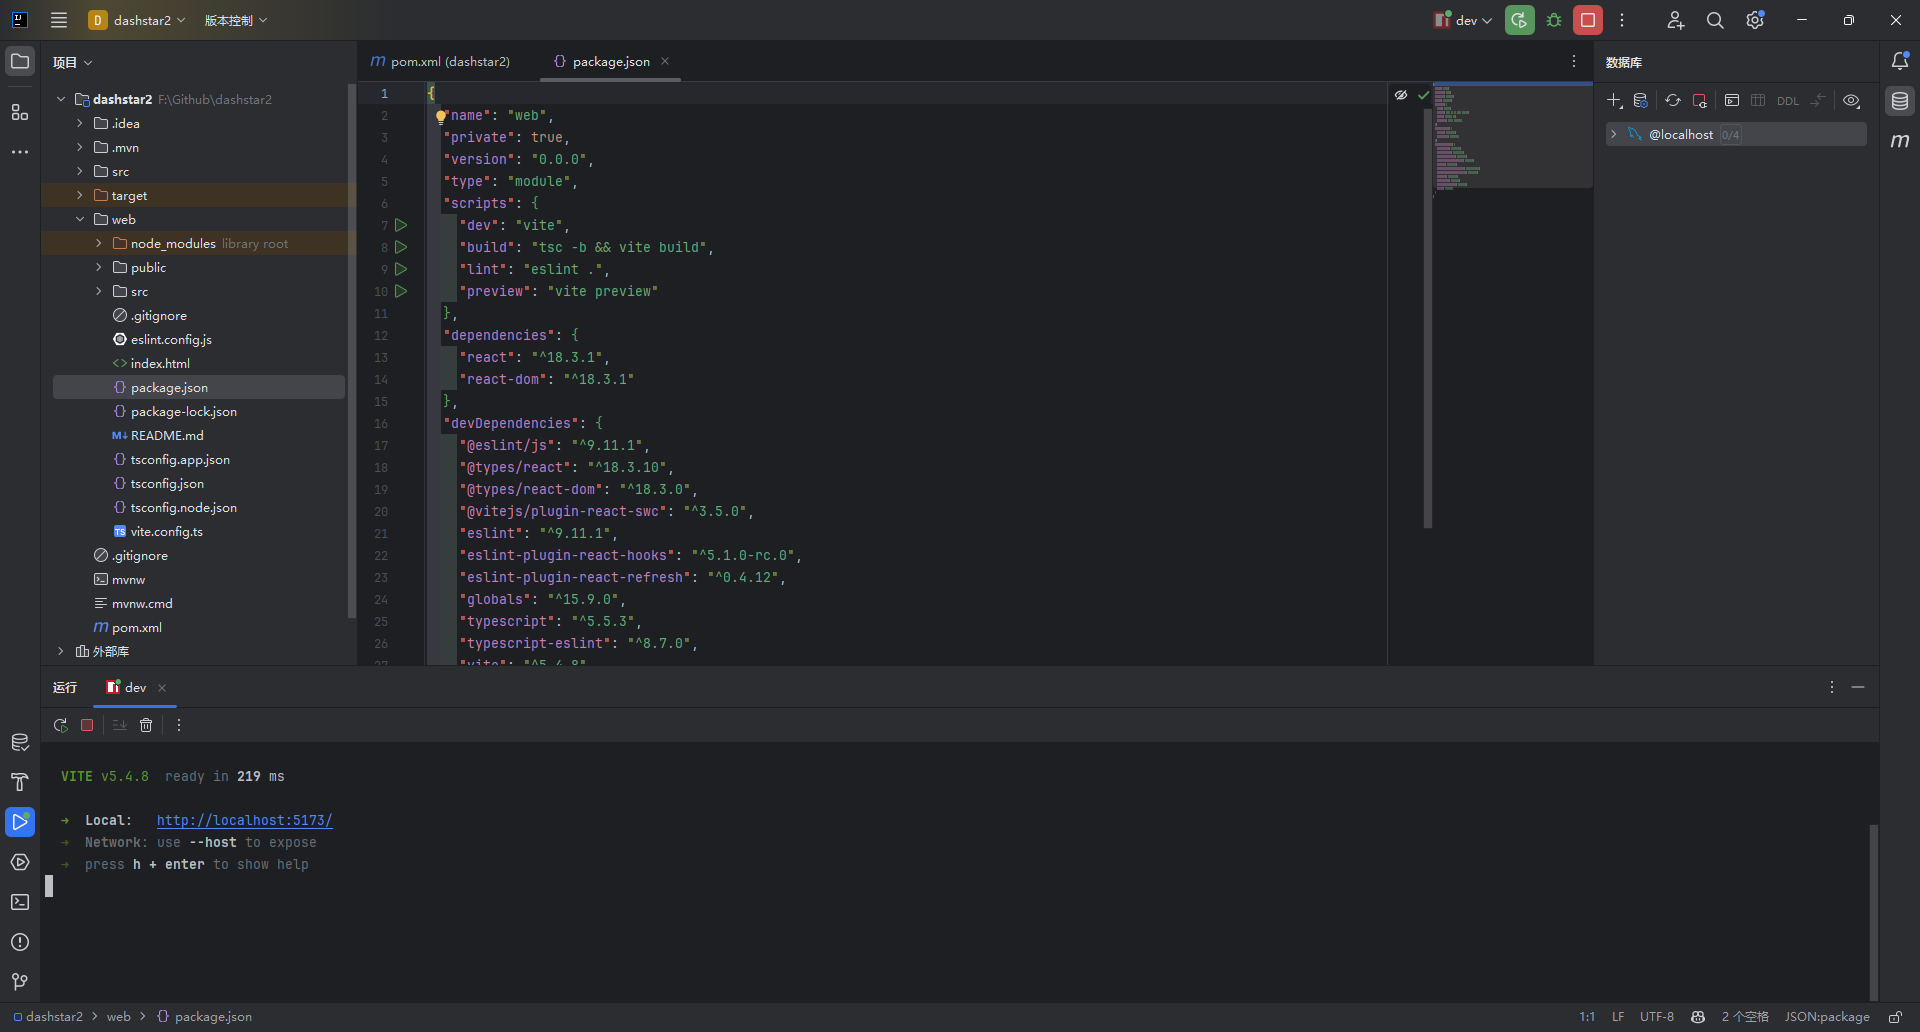 D dashstar2 版本控制 dev
项目
dashstar2 F:\Github\dashstar2
.idea
.mvn
src
target
web
node_modules library root
public
src
.gitignore
eslint.config.js
index.html
package.json
package-lock.json
M↓ README.md
tsconfig.app.json
tsconfig.json
tsconfig.node.json
TS vite.config.ts
.gitignore
mvnw
mvnw.cmd
m pom.xml
外部库
m pom.xml (dashstar2) {} package.json
1 {
2 "name": "web",
3 "private": true,
4 "version": "0.0.0",
5 "type": "module",
6 "scripts": {
7 "dev": "vite",
8 "build": "tsc -b && vite build",
9 "lint": "eslint .",
10 "preview": "vite preview"
11 },
12 "dependencies": {
13 "react": "^18.3.1",
14 "react-dom": "^18.3.1"
15 },
16 "devDependencies": {
17 "@eslint/js": "^9.11.1",
18 "@types/react": "^18.3.10",
19 "@types/react-dom": "^18.3.0",
20 "@vitejs/plugin-react-swc": "^3.5.0",
21 "eslint": "^9.11.1",
22 "eslint-plugin-react-hooks": "^5.1.0-rc.0",
23 "eslint-plugin-react-refresh": "^0.4.12",
24 "globals": "^15.9.0",
25 "typescript": "^5.5.3",
26 "typescript-eslint": "^8.7.0",
27 "vite": "^5.4.8"
数据库
DDL
@localhost 0/4
m
运行 dev
VITE v5.4.8 ready in 219 ms
➜ Local: http://localhost:5173/
➜ Network: use --host to expose
➜ press h + enter to show help
dashstar2 > web > {} package.json
1:1 LF UTF-8 2 个空格 JSON:package